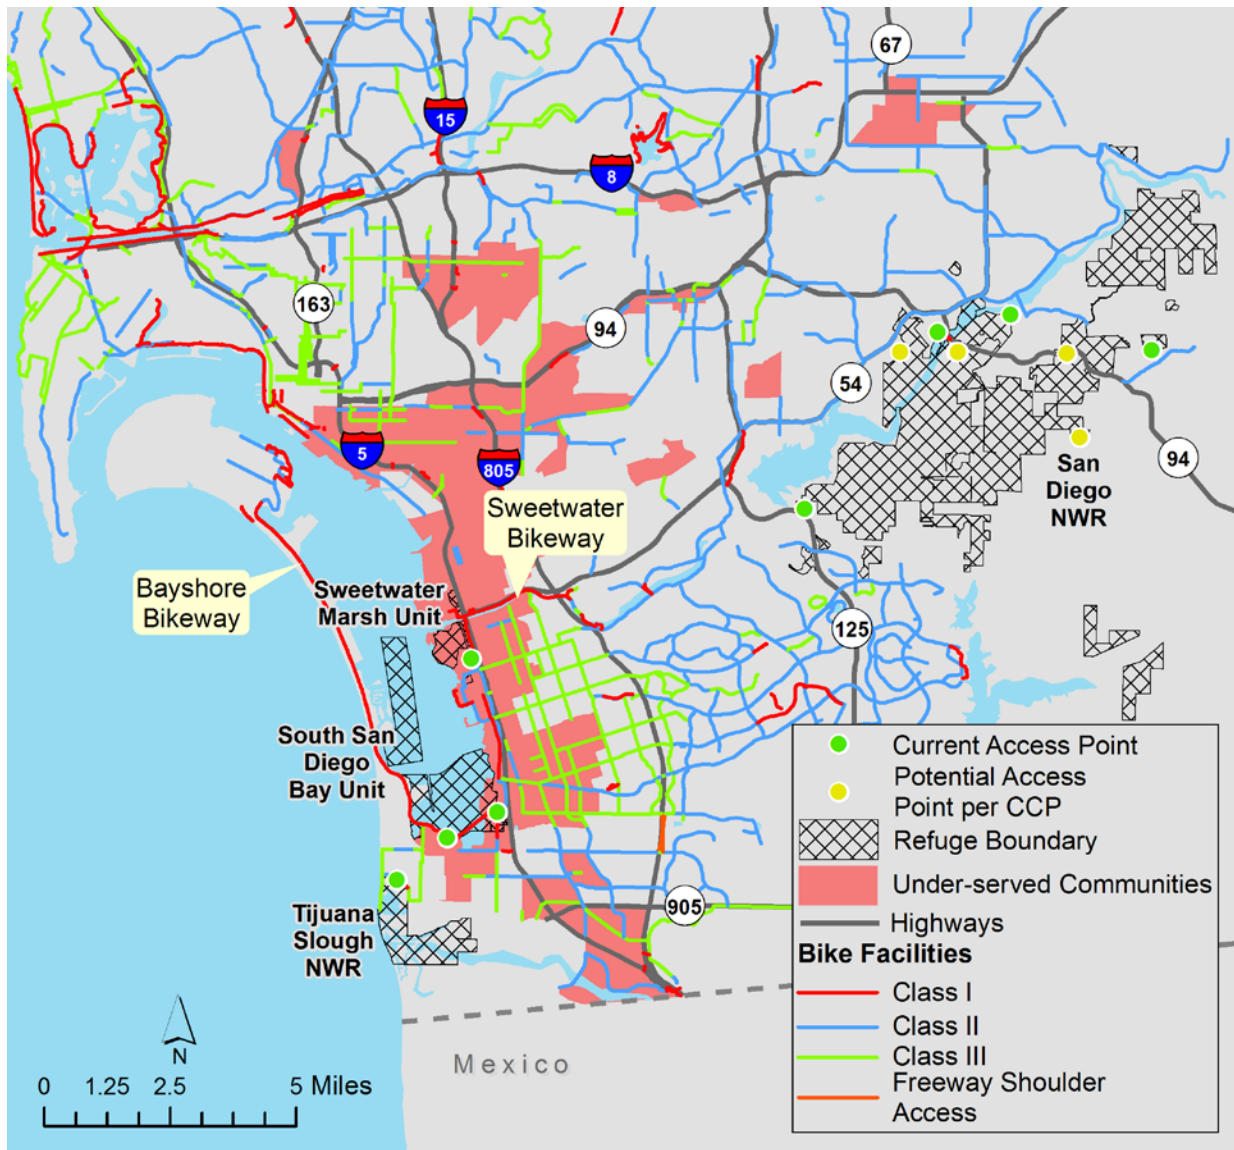 67
15
8
163
94
54
5
805
San
Diego
NWR
94
Sweetwater
Bikeway
Bayshore
Bikeway
Sweetwater
Marsh Unit
125
South San
Diego
Bay Unit
905
Tijuana
Slough
NWR
Mexico
N
0 1.25 2.5 5 Miles
Current Access Point
Potential Access
Point per CCP
Refuge Boundary
Under-served Communities
Highways
Bike Facilities
Class I
Class II
Class III
Freeway Shoulder
Access